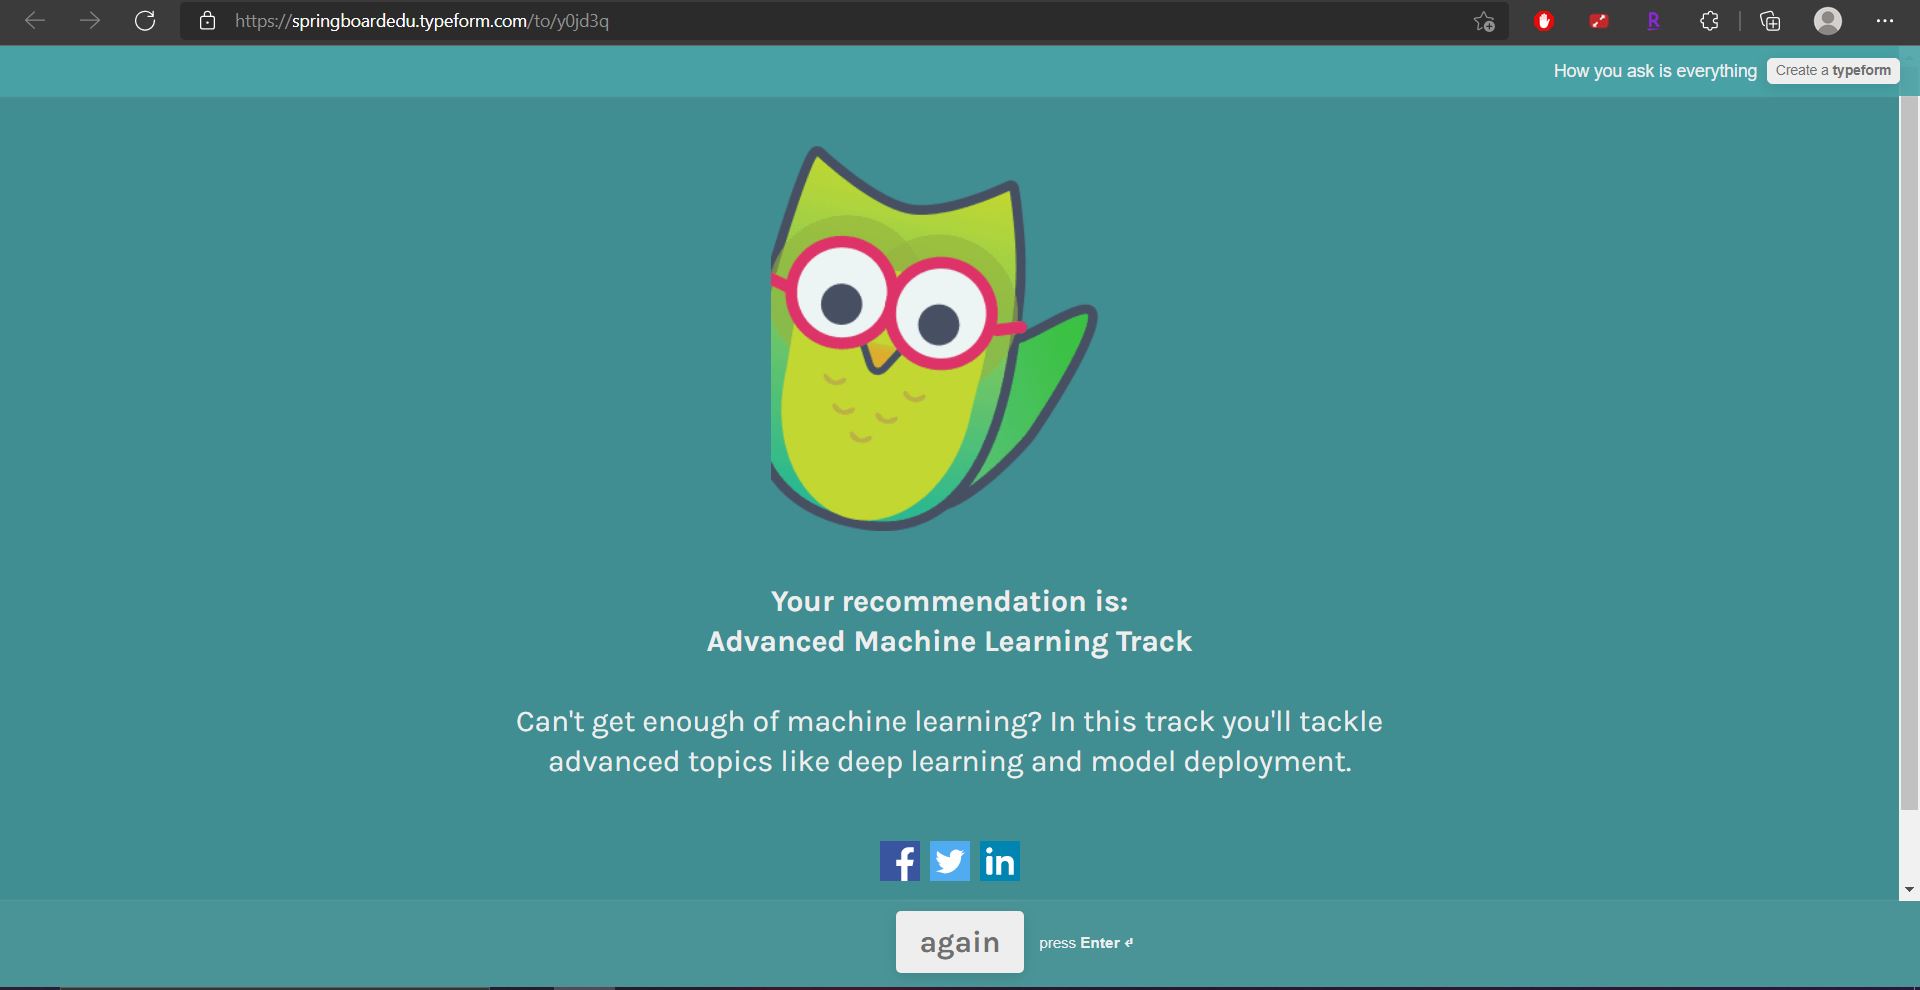 https://springboardedu.typeform.com/to/y0jd3q
How you ask is everything
Create a typeform
Your recommendation is:
Advanced Machine Learning Track
Can't get enough of machine learning? In this track you'll tackle
advanced topics like deep learning and model deployment.
again
press Enter ↵